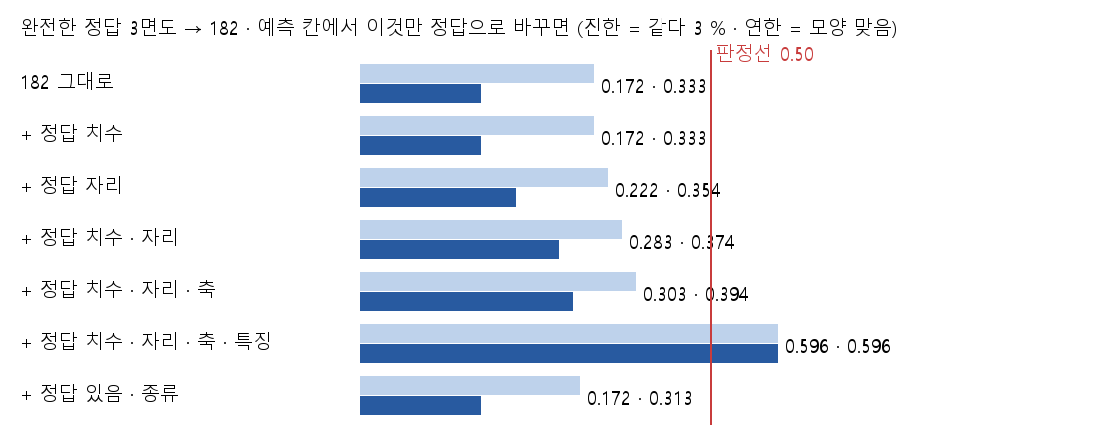 완전한 정답 3면도 → 182 · 예측 칸에서 이것만 정답으로 바꾸면 (진한 = 같다 3 % · 연한 = 모양 맞음)
판정선 0.50
182 그대로 0.172 · 0.333
+ 정답 치수 0.172 · 0.333
+ 정답 자리 0.222 · 0.354
+ 정답 치수 · 자리 0.283 · 0.374
+ 정답 치수 · 자리 · 축 0.303 · 0.394
+ 정답 치수 · 자리 · 축 · 특징 0.596 · 0.596
+ 정답 있음 · 종류 0.172 · 0.313